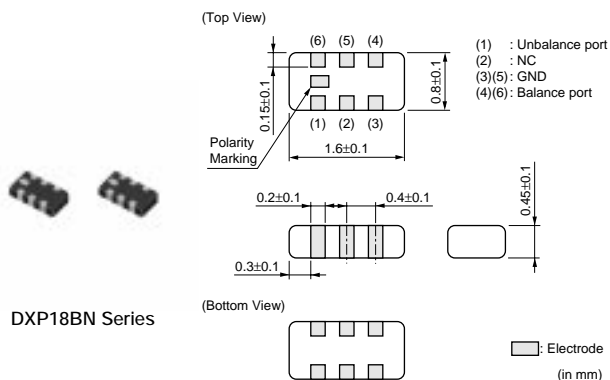 (Top View)
(6) (5) (4)
(1) : Unbalance port
(2) : NC
(3)(5) : GND
(4)(6) : Balance port
0.15±0.1
0.8±0.1
(1) (2) (3)
Polarity
Marking
1.6±0.1
0.2±0.1
0.4±0.1
0.45±0.1
0.3±0.1
DXP18BN Series
(Bottom View)
: Electrode
(in mm)